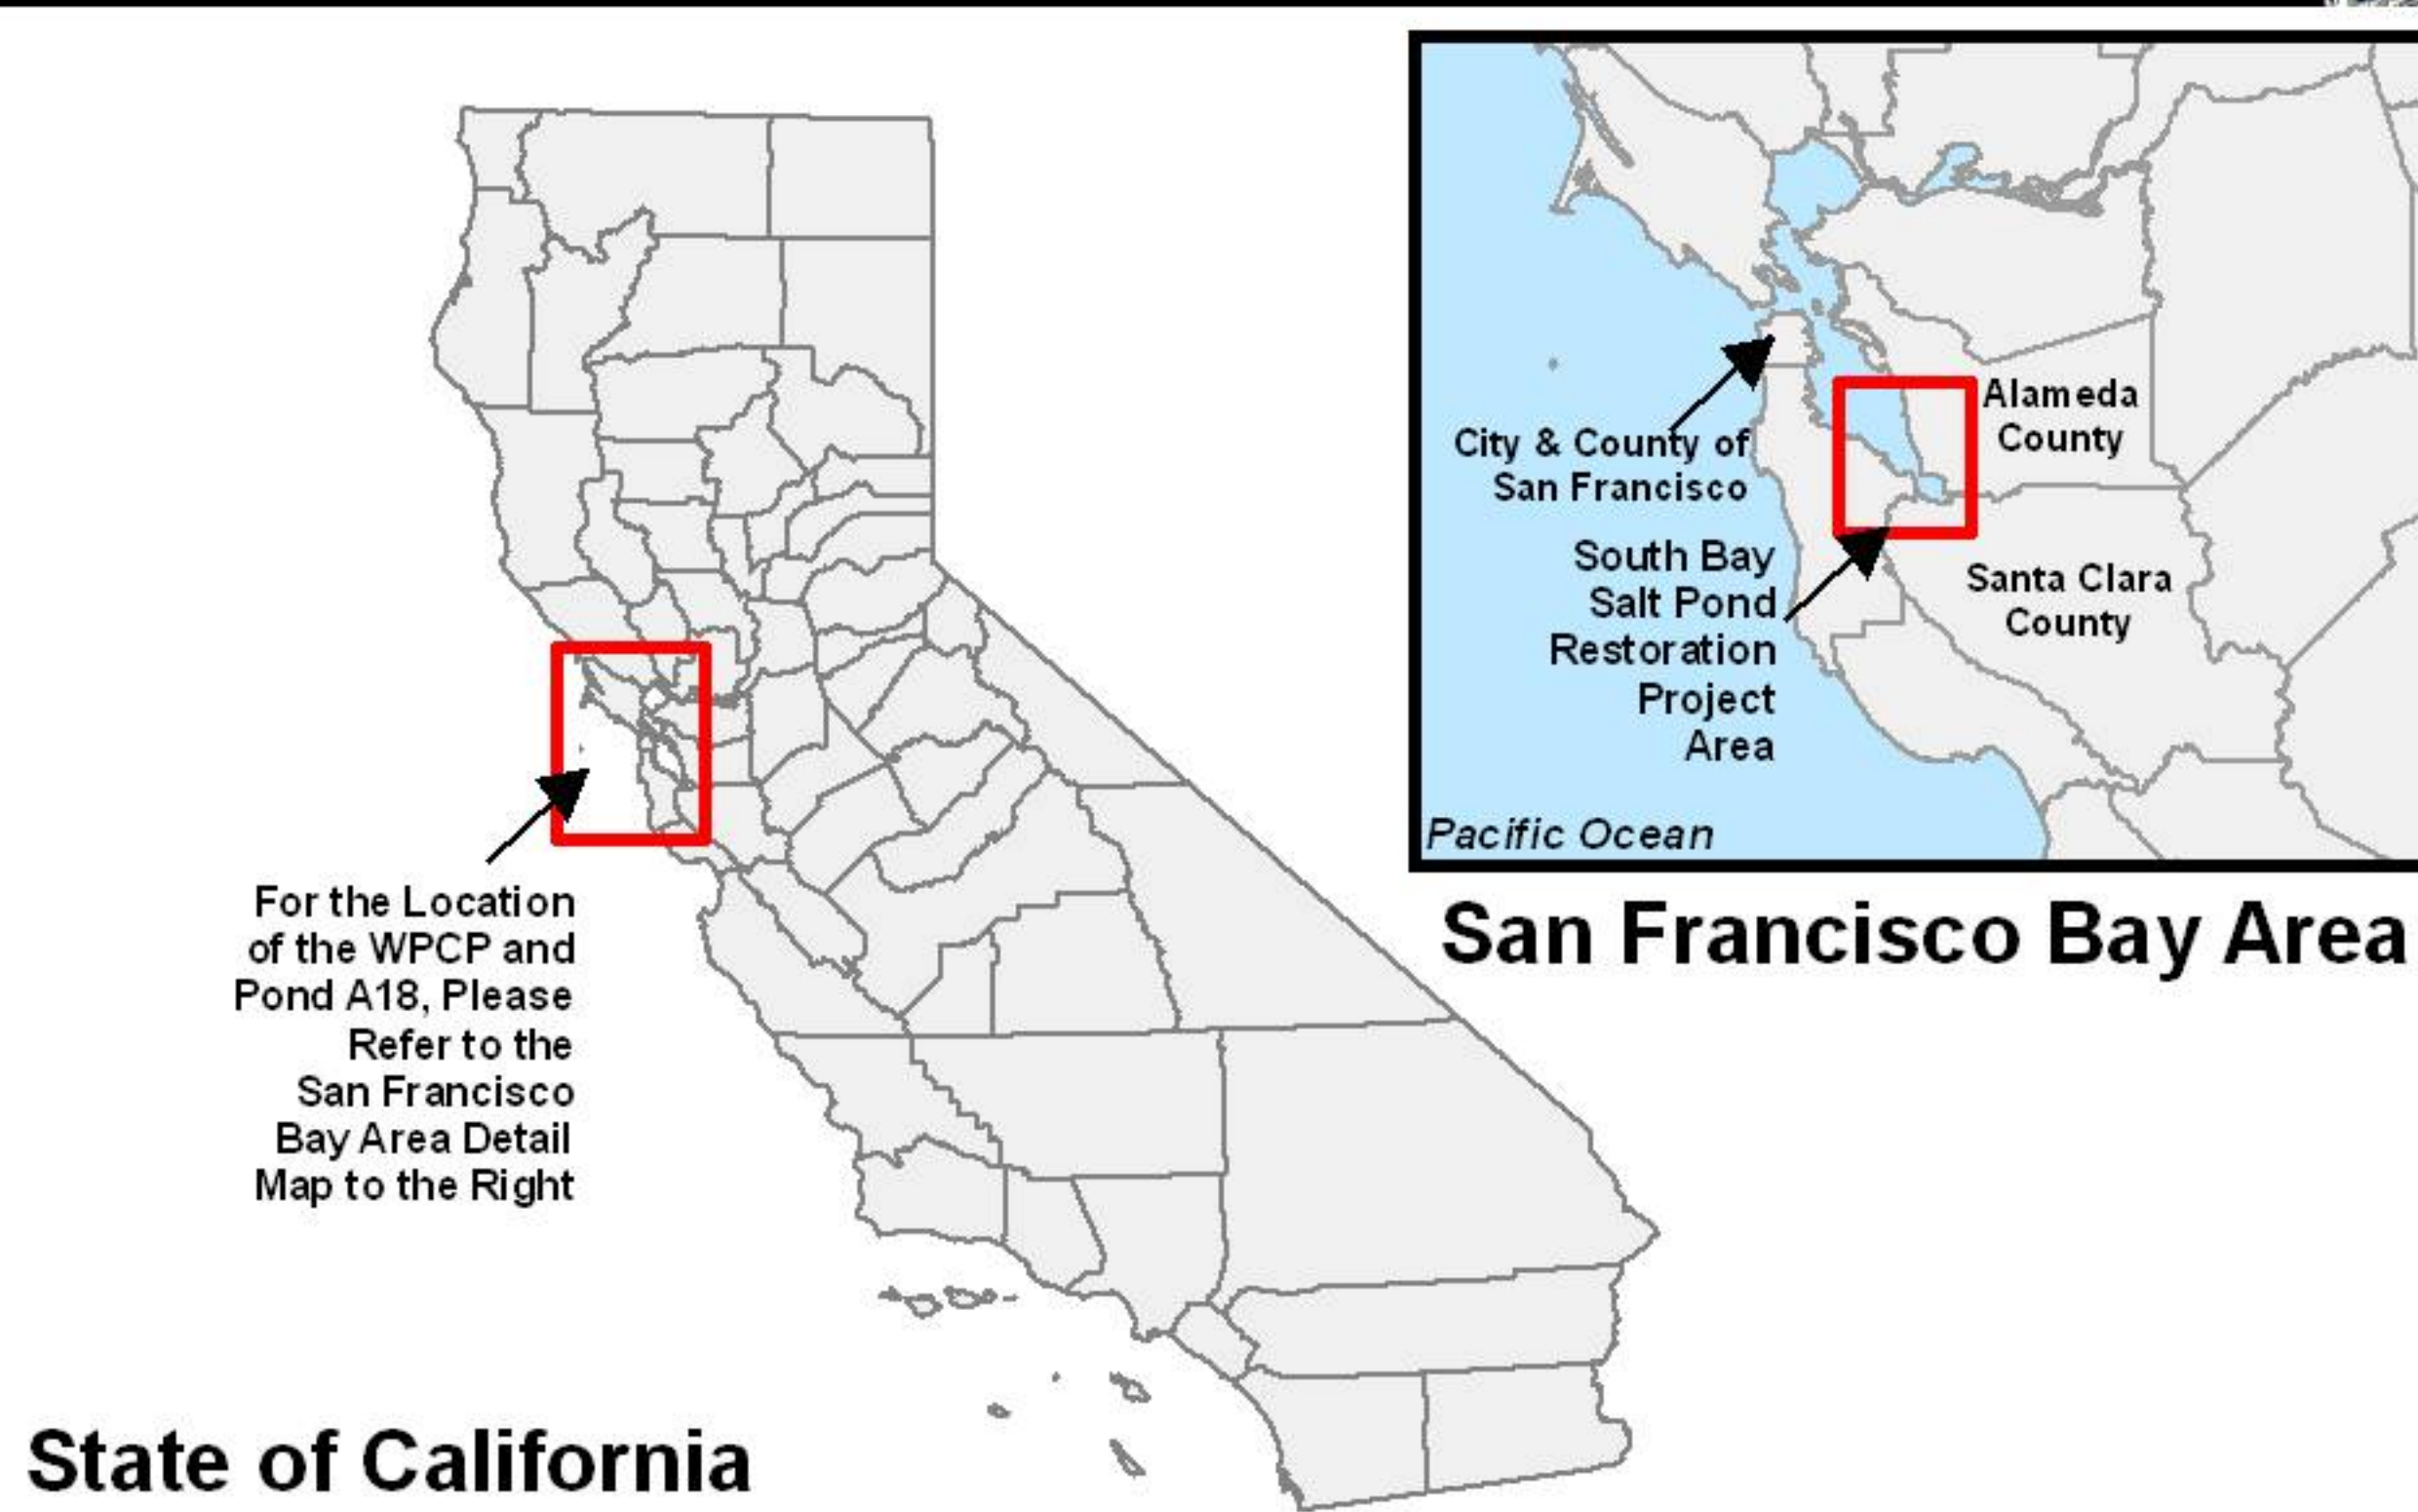 Alameda
County
City & County of
San Francisco
South Bay
Salt Pond
Restoration
Project
Area
Santa Clara
County
Pacific Ocean
San Francisco Bay Area
For the Location
of the WPCP and
Pond A18, Please
Refer to the
San Francisco
Bay Area Detail
Map to the Right
State of California